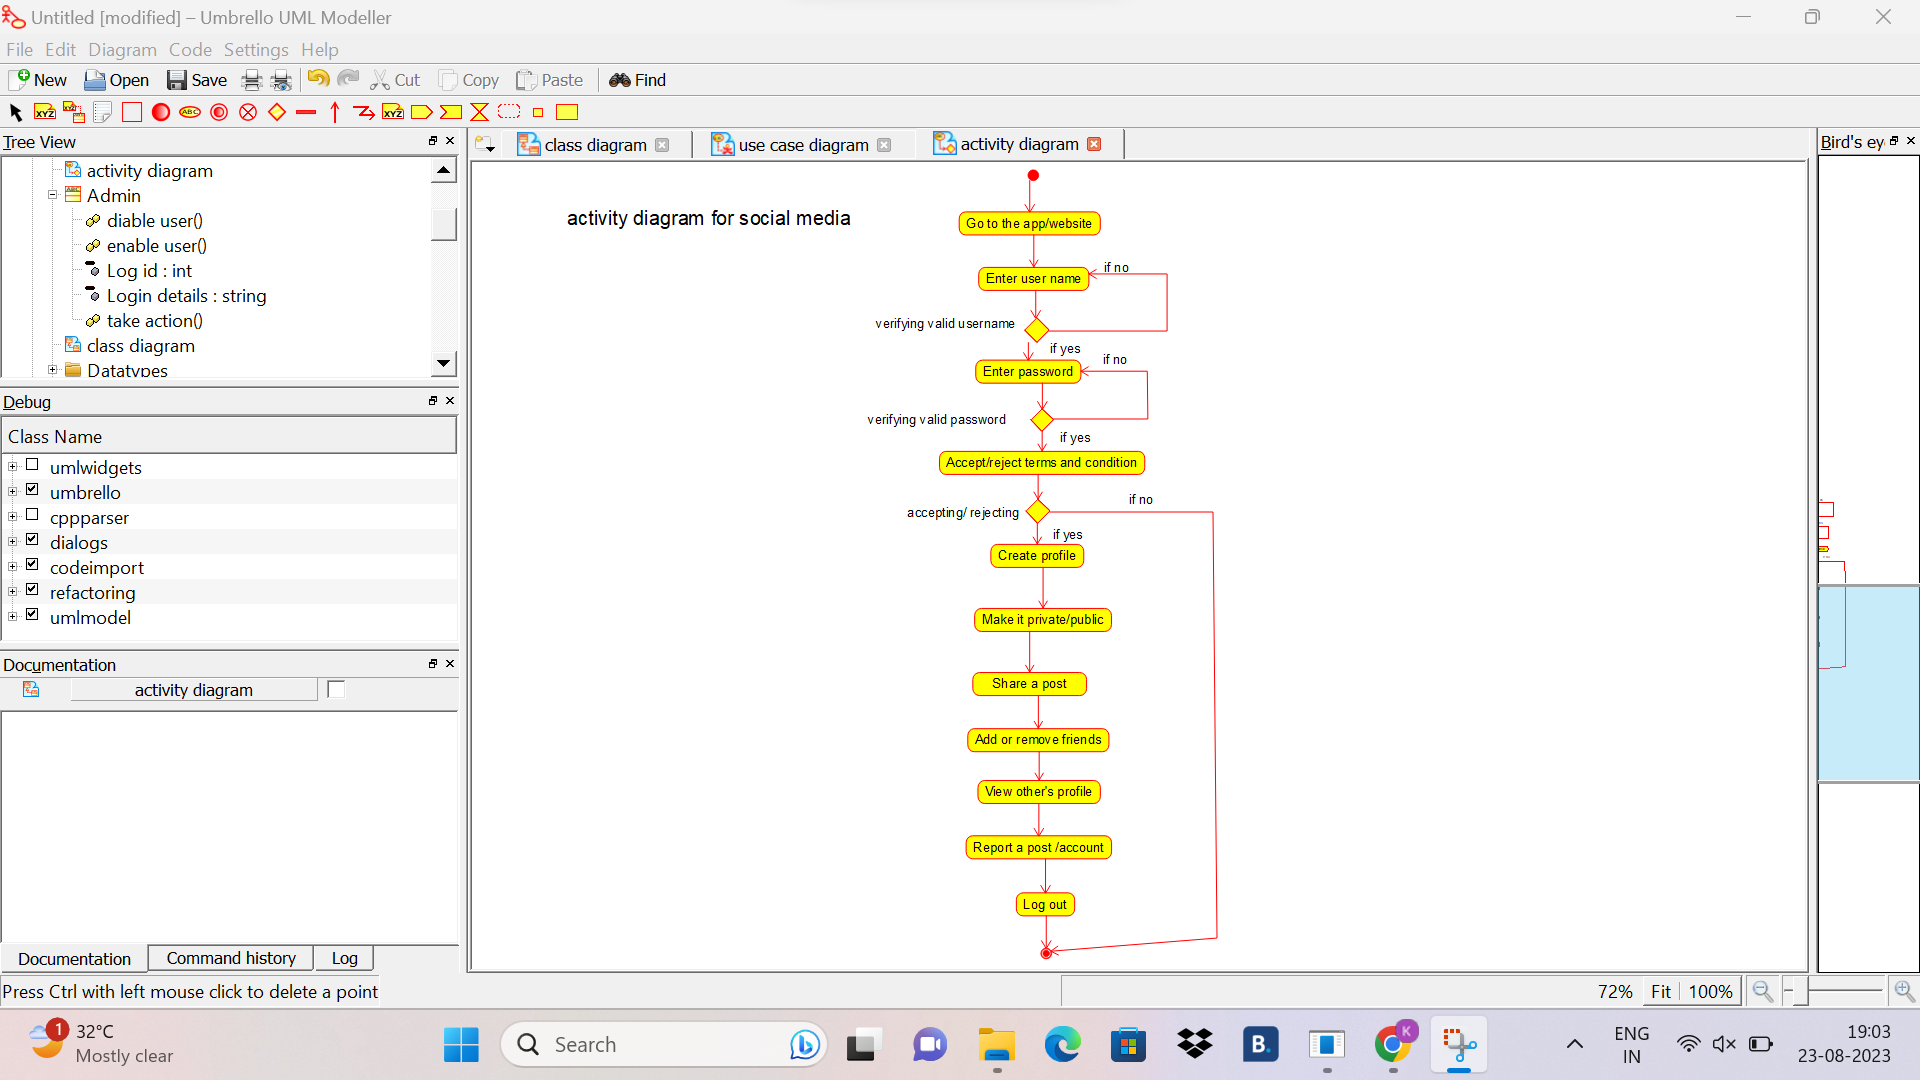 Untitled [modified] – Umbrello UML Modeller
File Edit Diagram Code Settings Help
New Open Save Cut Copy Paste Find
XYZ XYZ ABC XYZ
Tree View
activity diagram
Admin
diable user()
enable user()
Log id : int
Login details : string
take action()
class diagram
Datatypes
Debug
Class Name
umlwidgets
umbrello
cppparser
dialogs
codeimport
refactoring
umlmodel
Documentation
activity diagram
Documentation Command history Log
Press Ctrl with left mouse click to delete a point
class diagram use case diagram activity diagram
activity diagram for social media
Go to the app/website
Enter user name
if no
verifying valid username
if yes
if no
Enter password
verifying valid password
if yes
Accept/reject terms and condition
if no
accepting/ rejecting
if yes
Create profile
Make it private/public
Share a post
Add or remove friends
View other's profile
Report a post /account
Log out
Bird's ey
72% Fit 100%
1
32°C
Mostly clear
Search
B.
K
ENG
IN
19:03
23-08-2023